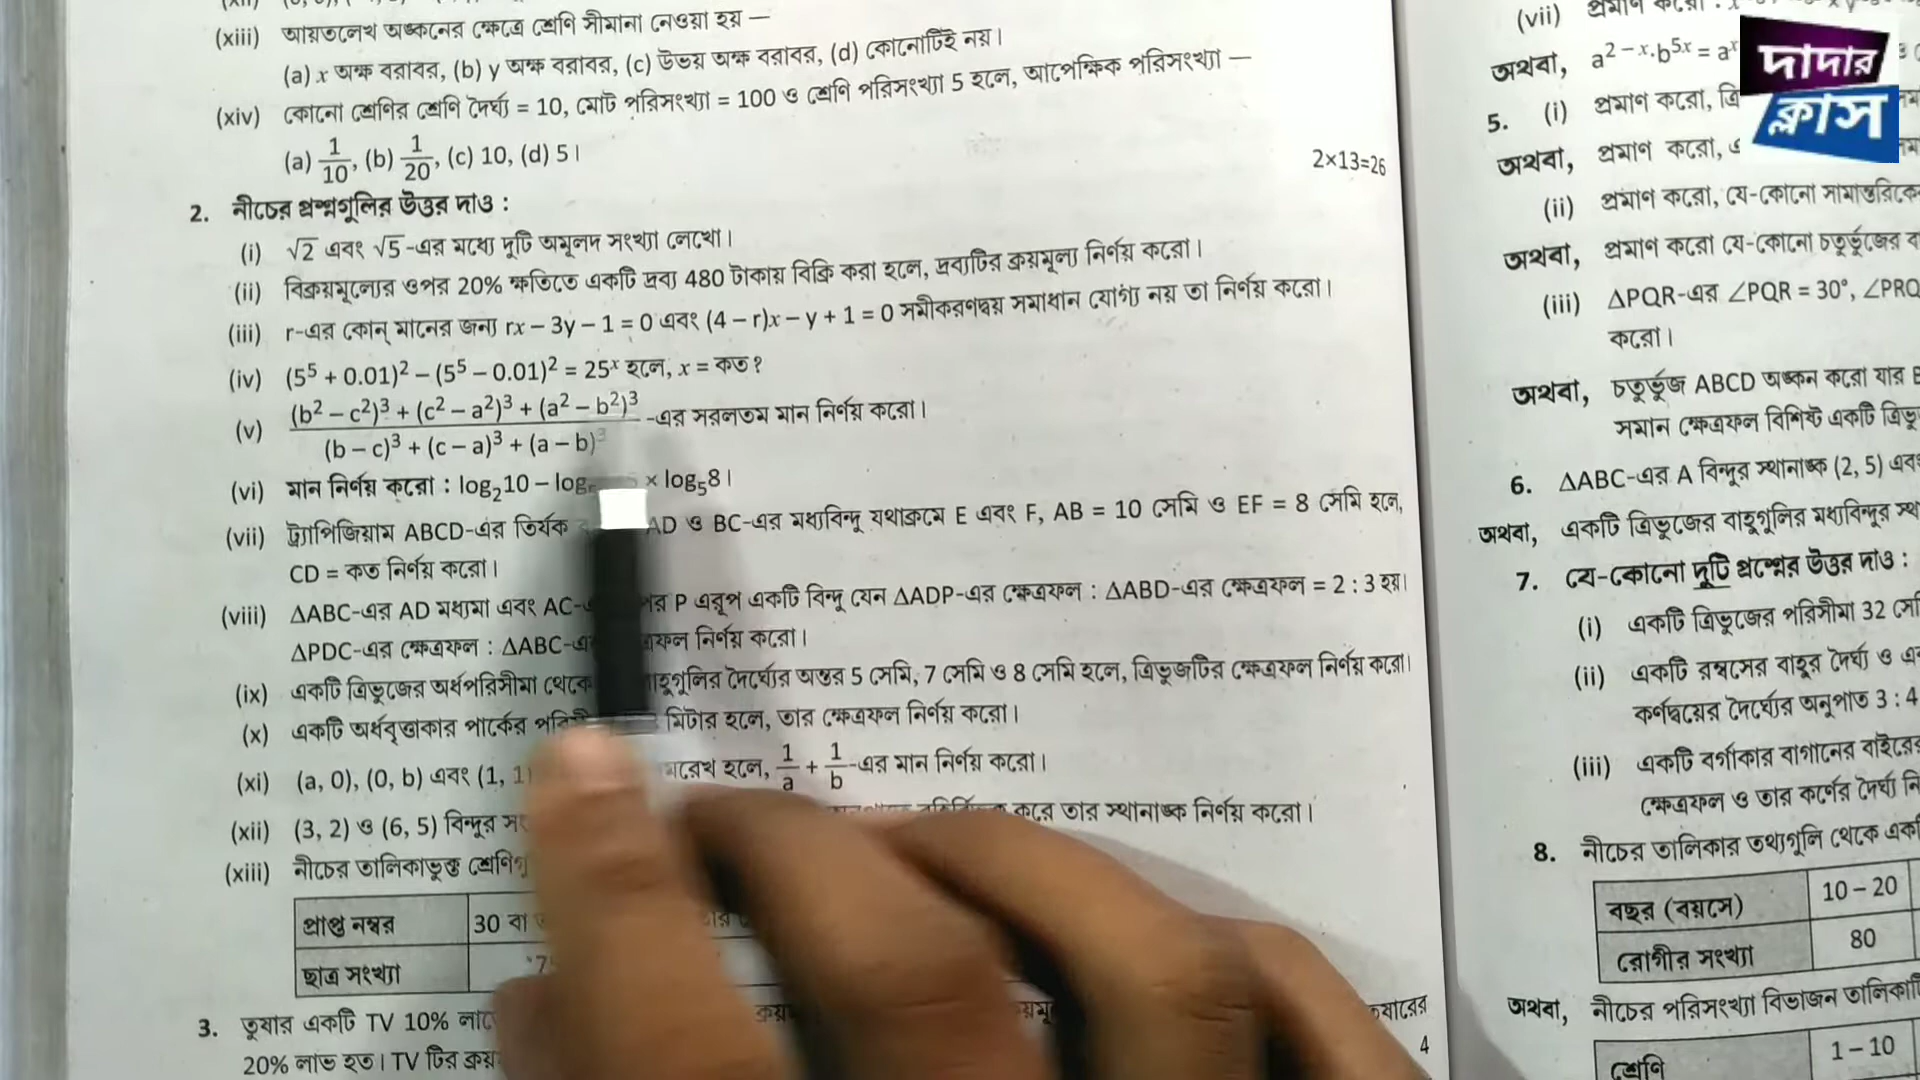 (xiii) আয়তলেখ অঙ্কনের ক্ষেত্রে শ্রেণি সীমানা নেওয়া হয় —
(a) x অক্ষ বরাবর, (b) y অক্ষ বরাবর, (c) উভয় অক্ষ বরাবর, (d) কোনোটিই নয়।
(xiv) কোনো শ্রেণির শ্রেণি দৈর্ঘ্য = 10, মোট পরিসংখ্যা = 100 ও শ্রেণি পরিসংখ্যা 5 হলে, আপেক্ষিক পরিসংখ্যা —
(a) 1/10, (b) 1/20, (c) 10, (d) 5।
2. নীচের প্রশ্নগুলির উত্তর দাও : 2×13=26
(i) √2 এবং √5-এর মধ্যে দুটি অমূলদ সংখ্যা লেখো।
(ii) বিক্রয়মূল্যের ওপর 20% ক্ষতিতে একটি দ্রব্য 480 টাকায় বিক্রি করা হলে, দ্রব্যটির ক্রয়মূল্য নির্ণয় করো।
(iii) r-এর কোন্ মানের জন্য rx – 3y – 1 = 0 এবং (4 – r)x – y + 1 = 0 সমীকরণদ্বয় সমাধান যোগ্য নয় তা নির্ণয় করো।
(iv) (5⁵ + 0.01)² – (5⁵ – 0.01)² = 25ˣ হলে, x = কত?
(v) (b² – c²)³ + (c² – a²)³ + (a² – b²)³ / (b – c)³ + (c – a)³ + (a – b)³ -এর সরলতম মান নির্ণয় করো।
(vi) মান নির্ণয় করো : log₂10 – log × log₅8।
(vii) ট্রাপিজিয়াম ABCD-এর তির্যক AD ও BC-এর মধ্যবিন্দু যথাক্রমে E এবং F, AB = 10 সেমি ও EF = 8 সেমি হলে,
CD = কত নির্ণয় করো।
(viii) ΔABC-এর AD মধ্যমা এবং AC- P এরূপ একটি বিন্দু যেন ΔADP-এর ক্ষেত্রফল : ΔABD-এর ক্ষেত্রফল = 2 : 3 হয়।
ΔPDC-এর ক্ষেত্রফল : ΔABC- নির্ণয় করো।
(ix) একটি ত্রিভুজের অর্ধপরিসীমা থেকে দৈর্ঘ্যের অন্তর 5 সেমি, 7 সেমি ও 8 সেমি হলে, ত্রিভুজটির ক্ষেত্রফল নির্ণয় করো।
(x) একটি অর্ধবৃত্তাকার পার্কের মিটার হলে, তার ক্ষেত্রফল নির্ণয় করো।
(xi) (a, 0), (0, b) এবং (1, 1) হলে, 1/a + 1/b -এর মান নির্ণয় করো।
(xii) (3, 2) ও (6, 5) বিন্দুর করে তার স্থানাঙ্ক নির্ণয় করো।
(xiii) নীচের তালিকাভুক্ত
প্রাপ্ত নম্বর 30 বা
ছাত্র সংখ্যা
3. তুষার একটি TV 10%
20% লাভ হত। TV টির 4
(vii) প্রমাণ করো :
অথবা, a²⁻ˣ·b⁵ˣ =
5. (i) প্রমাণ করো,
অথবা, প্রমাণ করো,
(ii) প্রমাণ করো, যে-কোনো
অথবা, প্রমাণ করো যে-কোনো চতুর্ভুজের
(iii) ΔPQR-এর ∠PQR = 30°,
করো।
অথবা, চতুর্ভুজ ABCD অঙ্কন করো যার
সমান ক্ষেত্রফল বিশিষ্ট একটি
6. ΔABC-এর A বিন্দুর স্থানাঙ্ক (2, 5)
অথবা, একটি ত্রিভুজের বাহুগুলির মধ্যবিন্দুর
7. যে-কোনো দুটি প্রশ্নের উত্তর দাও :
(i) একটি ত্রিভুজের পরিসীমা 32
(ii) একটি রম্বসের বাহুর দৈর্ঘ্য ও
কর্ণদ্বয়ের দৈর্ঘ্যের অনুপাত 3 : 4
(iii) একটি বর্গাকার বাগানের বাইরের
ক্ষেত্রফল ও তার কর্ণের দৈর্ঘ্য
8. নীচের তালিকার তথ্যগুলি থেকে
বছর (বয়সে) 10 – 20
রোগীর সংখ্যা 80
অথবা, নীচের পরিসংখ্যা বিভাজন
শ্রেণি 1 – 10
দাদার
ক্লাস